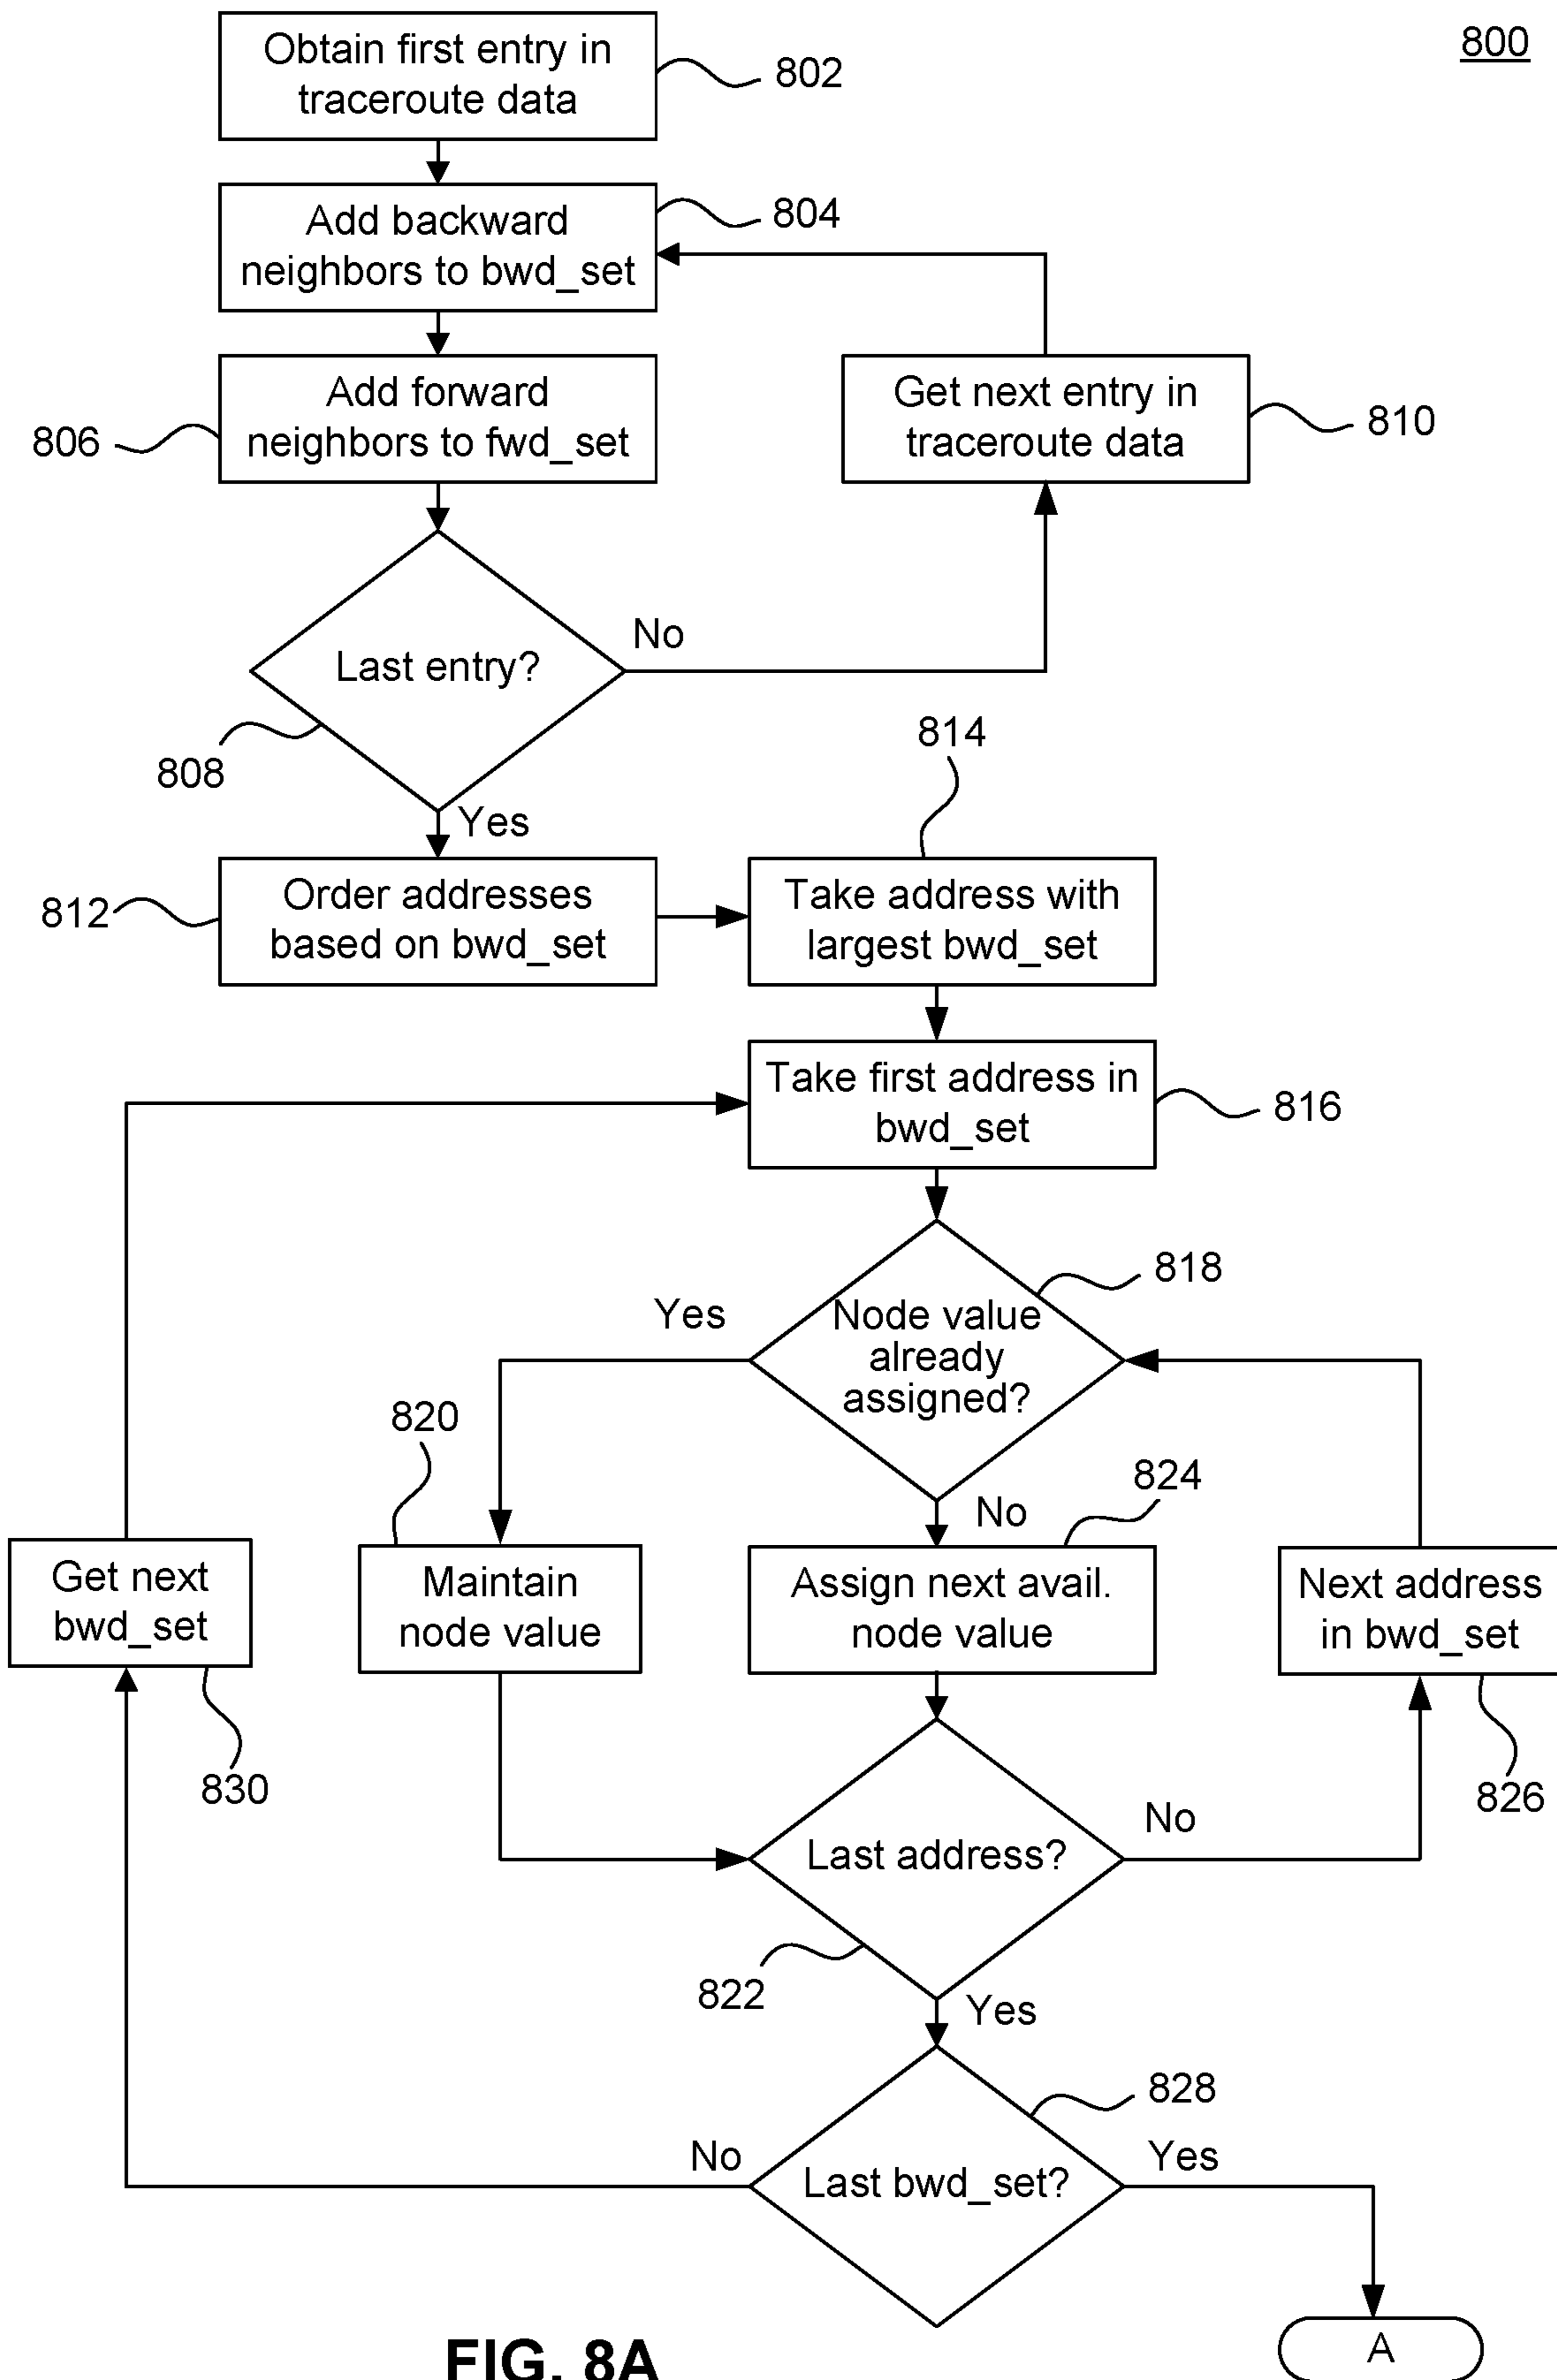 800
Obtain first entry in
traceroute data
802
Add backward
neighbors to bwd_set
804
Add forward
neighbors to fwd_set
806
Get next entry in
traceroute data
810
Last entry?
No
808
Yes
814
Order addresses
based on bwd_set
812
Take address with
largest bwd_set
Take first address in
bwd_set
816
818
Node value
already
assigned?
Yes
820
No
824
Get next
bwd_set
Maintain
node value
Assign next avail.
node value
Next address
in bwd_set
830
826
Last address?
No
822
Yes
828
No
Last bwd_set?
Yes
A
FIG. 8A